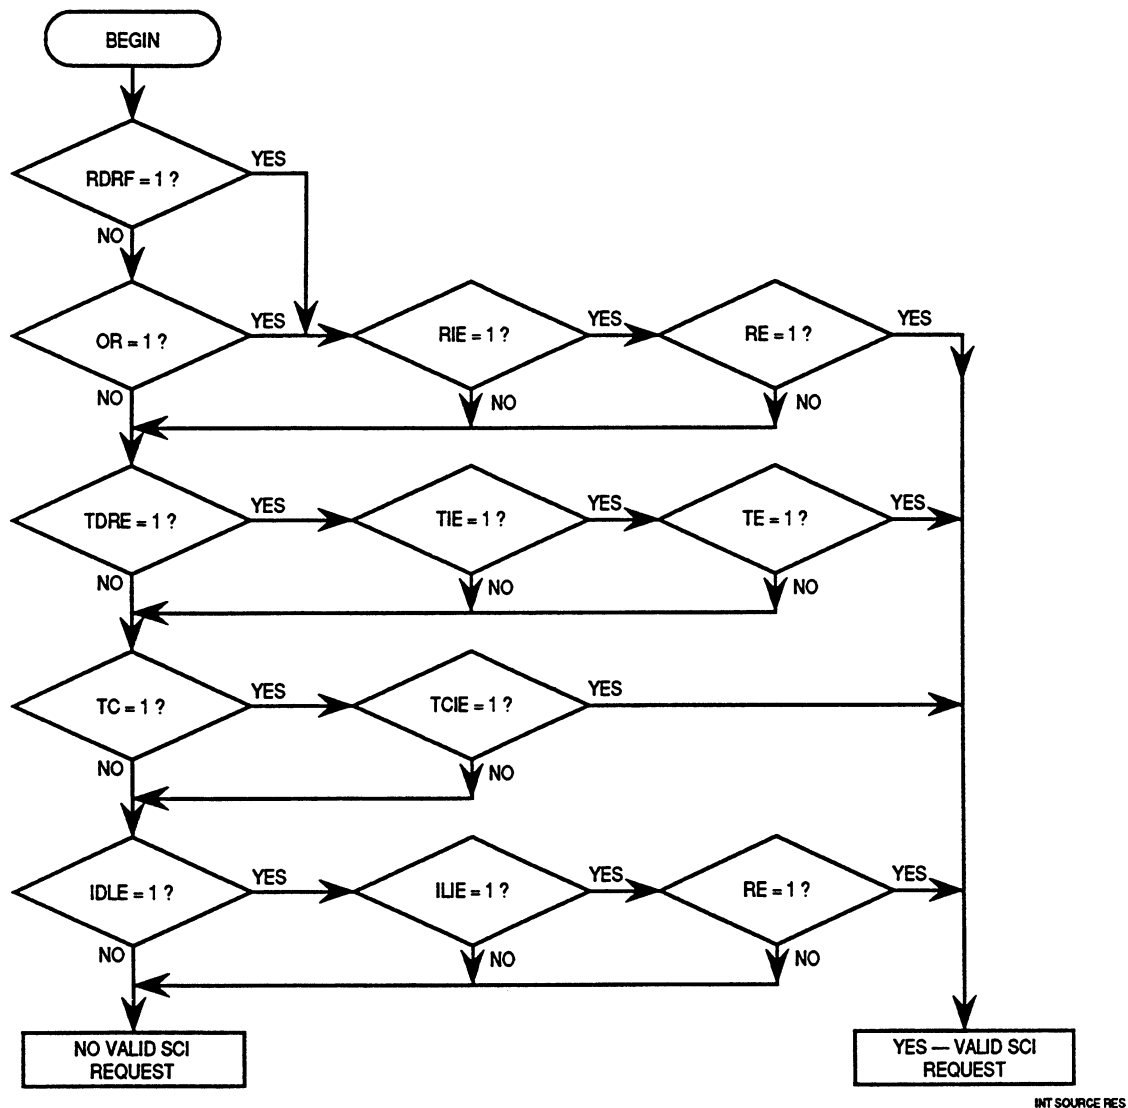 BEGIN
RDRF = 1 ?
YES
NO
OR = 1 ?
YES
RIE = 1 ?
YES
RE = 1 ?
YES
NO
NO
NO
TDRE = 1 ?
YES
TIE = 1 ?
YES
TE = 1 ?
YES
NO
NO
NO
TC = 1 ?
YES
TCIE = 1 ?
YES
NO
NO
IDLE = 1 ?
YES
ILIE = 1 ?
YES
RE = 1 ?
YES
NO
NO
NO
NO VALID SCI
REQUEST
YES — VALID SCI
REQUEST
INT SOURCE RES